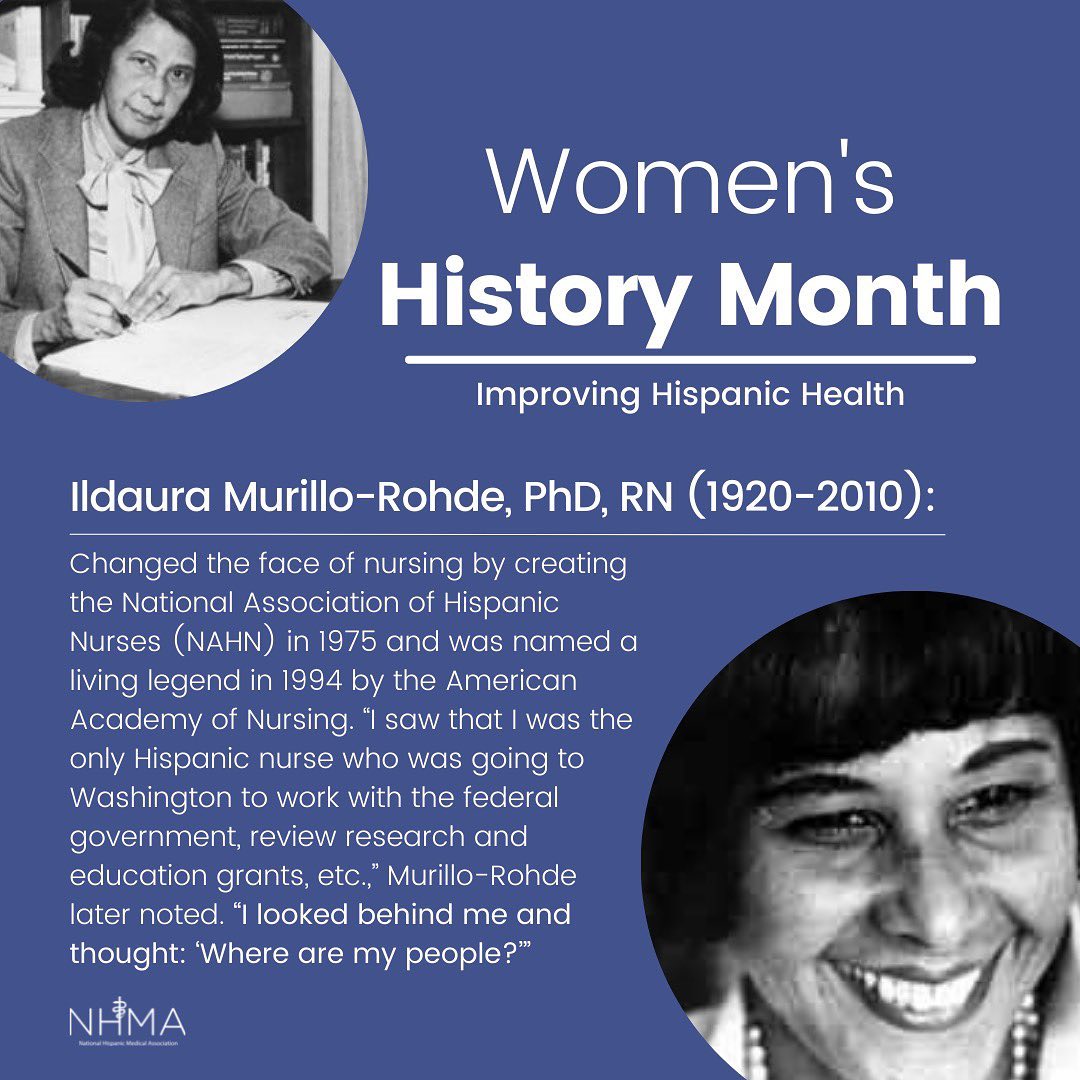 Women's
History Month
Improving Hispanic Health
Ildaura Murillo-Rohde, PhD, RN (1920-2010):
Changed the face of nursing by creating
the National Association of Hispanic
Nurses (NAHN) in 1975 and was named a
living legend in 1994 by the American
Academy of Nursing. “I saw that I was the
only Hispanic nurse who was going to
Washington to work with the federal
government, review research and
education grants, etc.,” Murillo-Rohde
later noted. “I looked behind me and
thought: ‘Where are my people?’”
NHMA
National Hispanic Medical Association